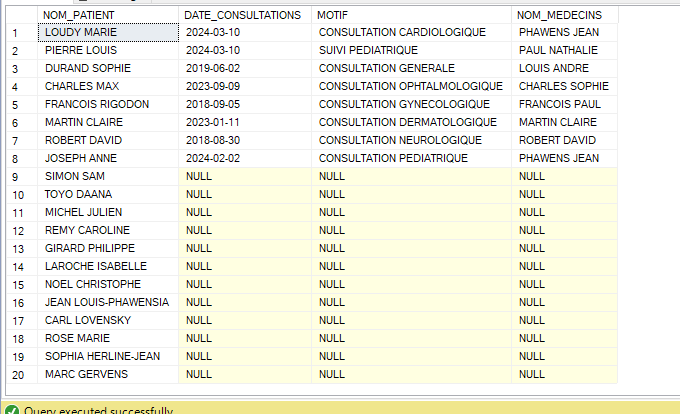 NOM_PATIENT DATE_CONSULTATIONS MOTIF NOM_MEDECINS
1 LOUDY MARIE 2024-03-10 CONSULTATION CARDIOLOGIQUE PHAWENS JEAN
2 PIERRE LOUIS 2024-03-10 SUIVI PEDIATRIQUE PAUL NATHALIE
3 DURAND SOPHIE 2019-06-02 CONSULTATION GENERALE LOUIS ANDRE
4 CHARLES MAX 2023-09-09 CONSULTATION OPHTALMOLOGIQUE CHARLES SOPHIE
5 FRANCOIS RIGODON 2018-09-05 CONSULTATION GYNECOLOGIQUE FRANCOIS PAUL
6 MARTIN CLAIRE 2023-01-11 CONSULTATION DERMATOLOGIQUE MARTIN CLAIRE
7 ROBERT DAVID 2018-08-30 CONSULTATION NEUROLOGIQUE ROBERT DAVID
8 JOSEPH ANNE 2024-02-02 CONSULTATION PEDIATRIQUE PHAWENS JEAN
9 SIMON SAM NULL NULL NULL
10 TOYO DAANA NULL NULL NULL
11 MICHEL JULIEN NULL NULL NULL
12 REMY CAROLINE NULL NULL NULL
13 GIRARD PHILIPPE NULL NULL NULL
14 LAROCHE ISABELLE NULL NULL NULL
15 NOEL CHRISTOPHE NULL NULL NULL
16 JEAN LOUIS-PHAWENSIA NULL NULL NULL
17 CARL LOVENSKY NULL NULL NULL
18 ROSE MARIE NULL NULL NULL
19 SOPHIA HERLINE-JEAN NULL NULL NULL
20 MARC GERVENS NULL NULL NULL
Query executed successfully